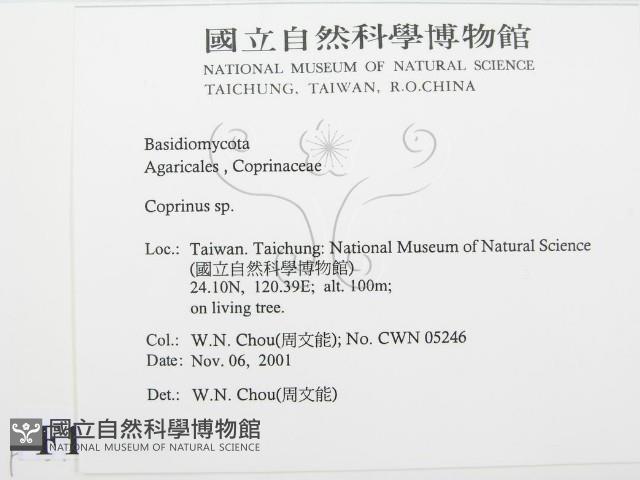 國立自然科學博物館
NATIONAL MUSEUM OF NATURAL SCIENCE
TAICHUNG, TAIWAN, R.O.CHINA
Basidiomycota
Agaricales , Coprinaceae
Coprinus sp.
Loc.: Taiwan. Taichung: National Museum of Natural Science
(國立自然科學博物館)
24.10N, 120.39E; alt. 100m;
on living tree.
Col.: W.N. Chou(周文能); No. CWN 05246
Date: Nov. 06, 2001
Det.: W.N. Chou(周文能)
國立自然科學博物館
NATIONAL MUSEUM OF NATURAL SCIENCE